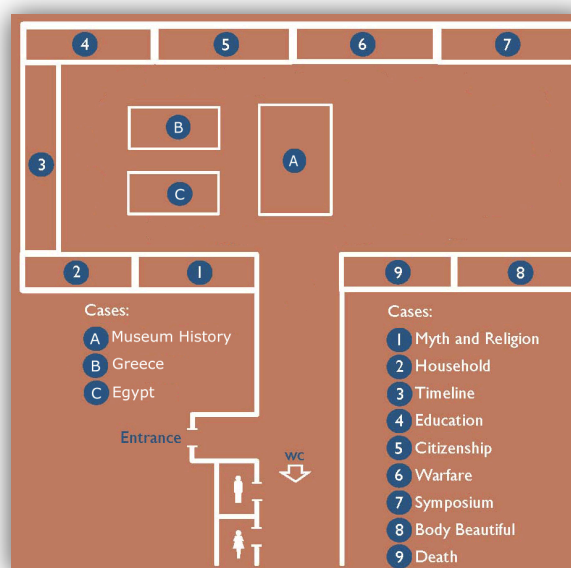 4
5
6
7
B
A
3
C
2
1
9
8
Cases:
A Museum History
B Greece
C Egypt
Entrance
WC
Cases:
1 Myth and Religion
2 Household
3 Timeline
4 Education
5 Citizenship
6 Warfare
7 Symposium
8 Body Beautiful
9 Death